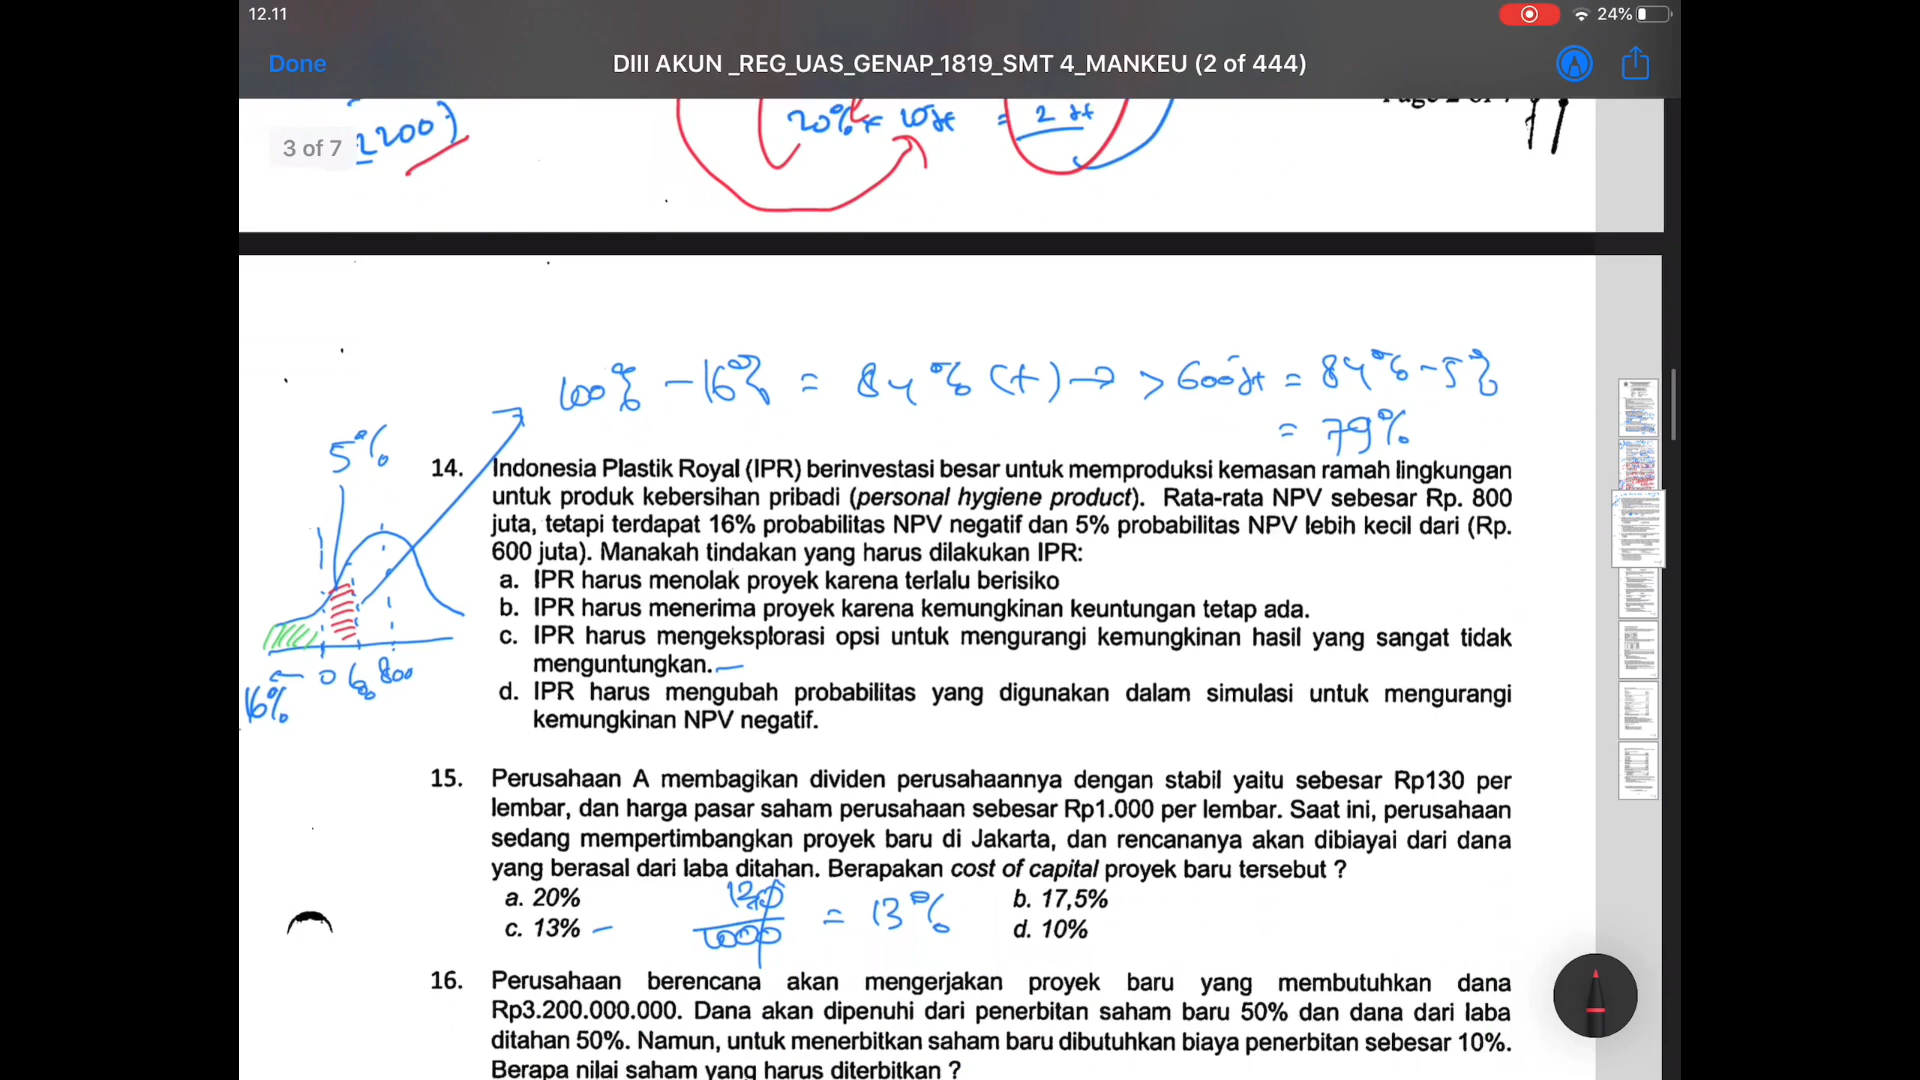 12.11
24%
Done
DIII AKUN _REG_UAS_GENAP_1819_SMT 4_MANKEU (2 of 444)
3 of 7
2200)
20% x 10jt = 2 jt
100% - 16% = 84% (+) → > 600jt = 84% - 5%
= 79%
5%
14. Indonesia Plastik Royal (IPR) berinvestasi besar untuk memproduksi kemasan ramah lingkungan
untuk produk kebersihan pribadi (personal hygiene product). Rata-rata NPV sebesar Rp. 800
juta, tetapi terdapat 16% probabilitas NPV negatif dan 5% probabilitas NPV lebih kecil dari (Rp.
600 juta). Manakah tindakan yang harus dilakukan IPR:
a. IPR harus menolak proyek karena terlalu berisiko
b. IPR harus menerima proyek karena kemungkinan keuntungan tetap ada.
c. IPR harus mengeksplorasi opsi untuk mengurangi kemungkinan hasil yang sangat tidak
menguntungkan.
d. IPR harus mengubah probabilitas yang digunakan dalam simulasi untuk mengurangi
kemungkinan NPV negatif.
0 600 800
16%
15. Perusahaan A membagikan dividen perusahaannya dengan stabil yaitu sebesar Rp130 per
lembar, dan harga pasar saham perusahaan sebesar Rp1.000 per lembar. Saat ini, perusahaan
sedang mempertimbangkan proyek baru di Jakarta, dan rencananya akan dibiayai dari dana
yang berasal dari laba ditahan. Berapakan cost of capital proyek baru tersebut ?
a. 20%
b. 17,5%
c. 13%
1000 = 13%
d. 10%
16. Perusahaan berencana akan mengerjakan proyek baru yang membutuhkan dana
Rp3.200.000.000. Dana akan dipenuhi dari penerbitan saham baru 50% dan dana dari laba
ditahan 50%. Namun, untuk menerbitkan saham baru dibutuhkan biaya penerbitan sebesar 10%.
Berapa nilai saham yang harus diterbitkan ?